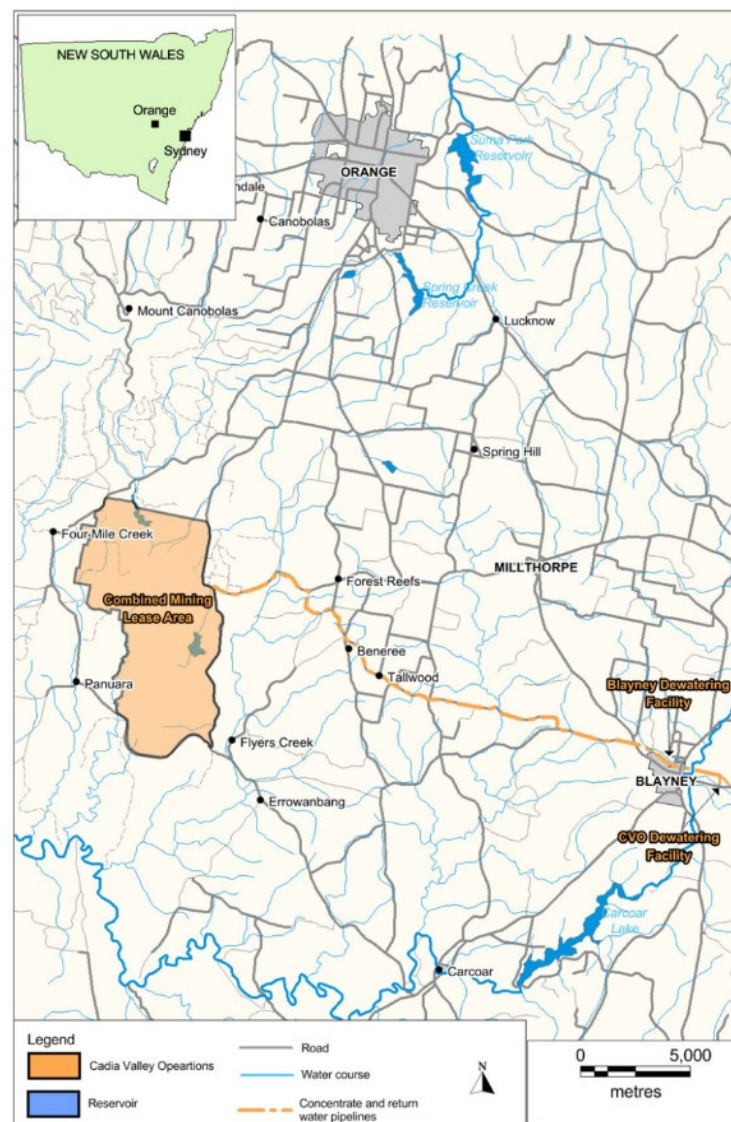 NEW SOUTH WALES
Orange
Sydney
Suma Park
Reservoir
ORANGE
ndale
Canobolas
Spring Creek
Reservoir
Mount Canobolas
Lucknow
Spring Hill
Four Mile Creek
MILLTHORPE
Forest Reefs
Combined Mining
Lease Area
Beneree
Tallwood
Panuara
Blayney Dewatering
Facility
Flyers Creek
BLAYNEY
Errowanbang
CVO Dewatering
Facility
Carcoar
Lake
Carcoar
Legend
Cadia Valley Opeartions
Reservoir
Road
Water course
Concentrate and return
water pipelines
N
0 5,000
metres